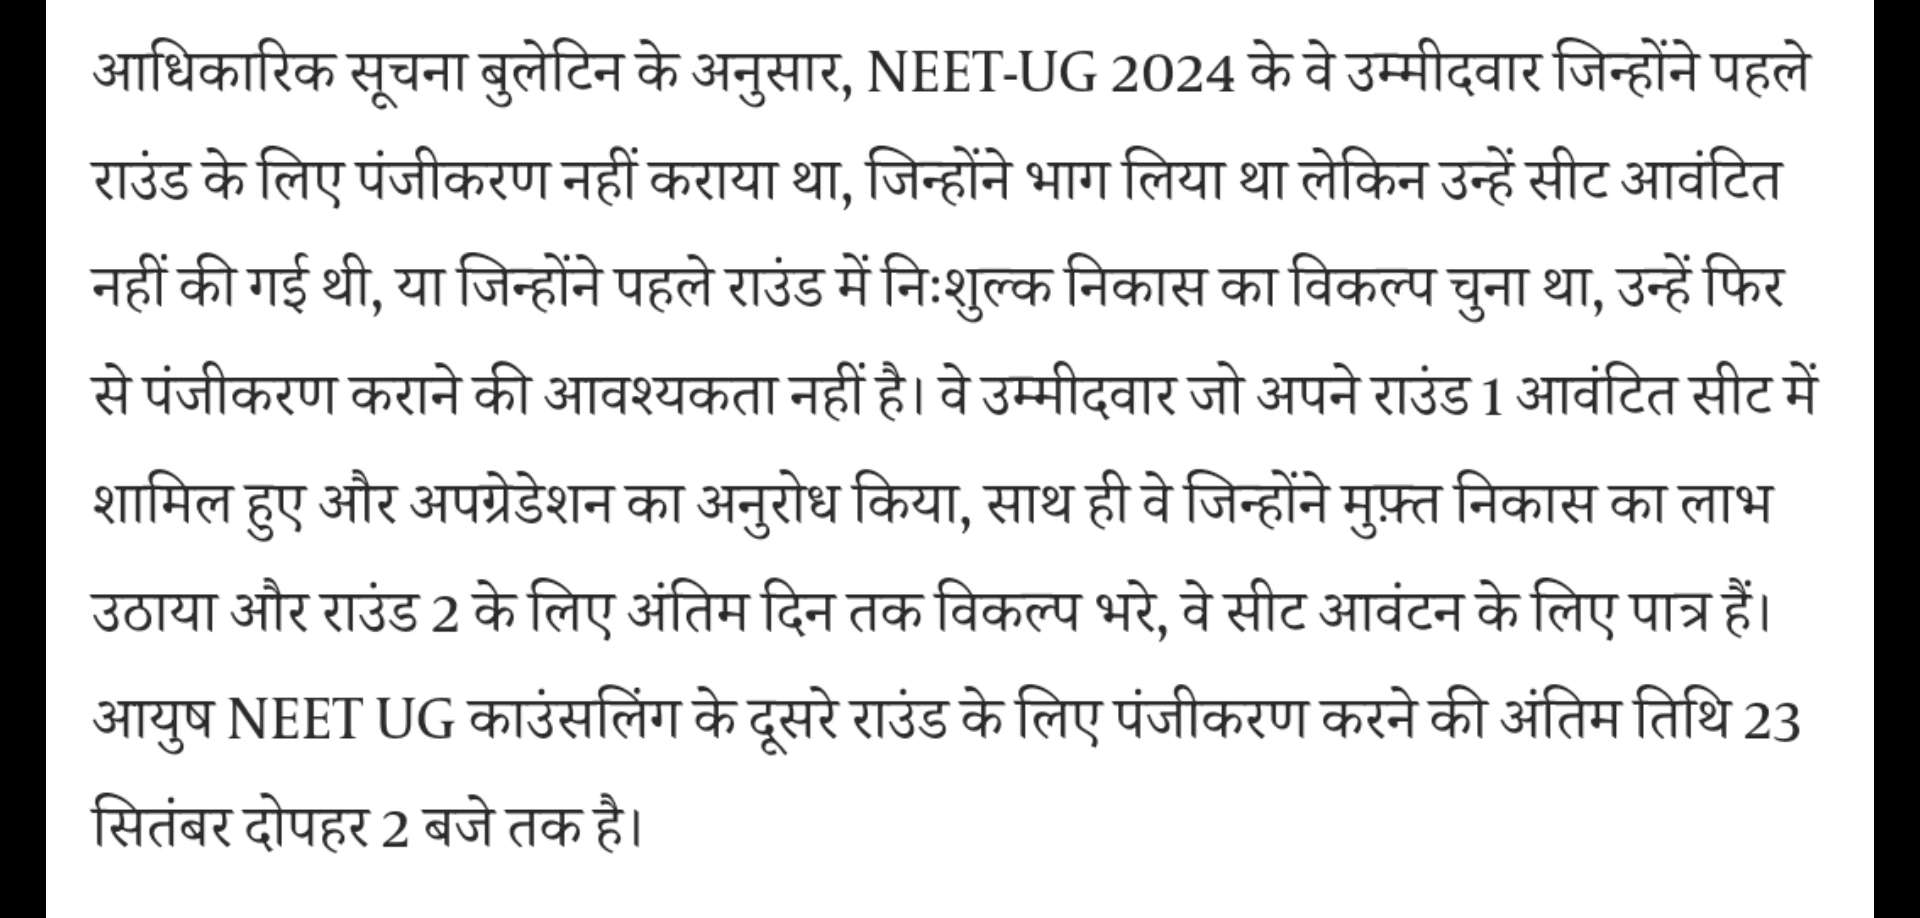 आधिकारिक सूचना बुलेटिन के अनुसार, NEET-UG 2024 के वे उम्मीदवार जिन्होंने पहले
राउंड के लिए पंजीकरण नहीं कराया था, जिन्होंने भाग लिया था लेकिन उन्हें सीट आवंटित
नहीं की गई थी, या जिन्होंने पहले राउंड में नि:शुल्क निकास का विकल्प चुना था, उन्हें फिर
से पंजीकरण कराने की आवश्यकता नहीं है। वे उम्मीदवार जो अपने राउंड 1 आवंटित सीट में
शामिल हुए और अपग्रेडेशन का अनुरोध किया, साथ ही वे जिन्होंने मुफ़्त निकास का लाभ
उठाया और राउंड 2 के लिए अंतिम दिन तक विकल्प भरे, वे सीट आवंटन के लिए पात्र हैं।
आयुष NEET UG काउंसलिंग के दूसरे राउंड के लिए पंजीकरण करने की अंतिम तिथि 23
सितंबर दोपहर 2 बजे तक है।